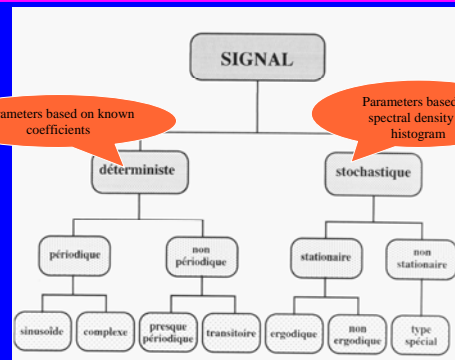 SIGNAL
ameters based on known
coefficients
Parameters based
spectral density
histogram
déterministe
stochastique
périodique
non
périodique
stationaire
non
stationaire
sinusoïde
complexe
presque
périodique
transitoire
ergodique
non
ergodique
type
spécial